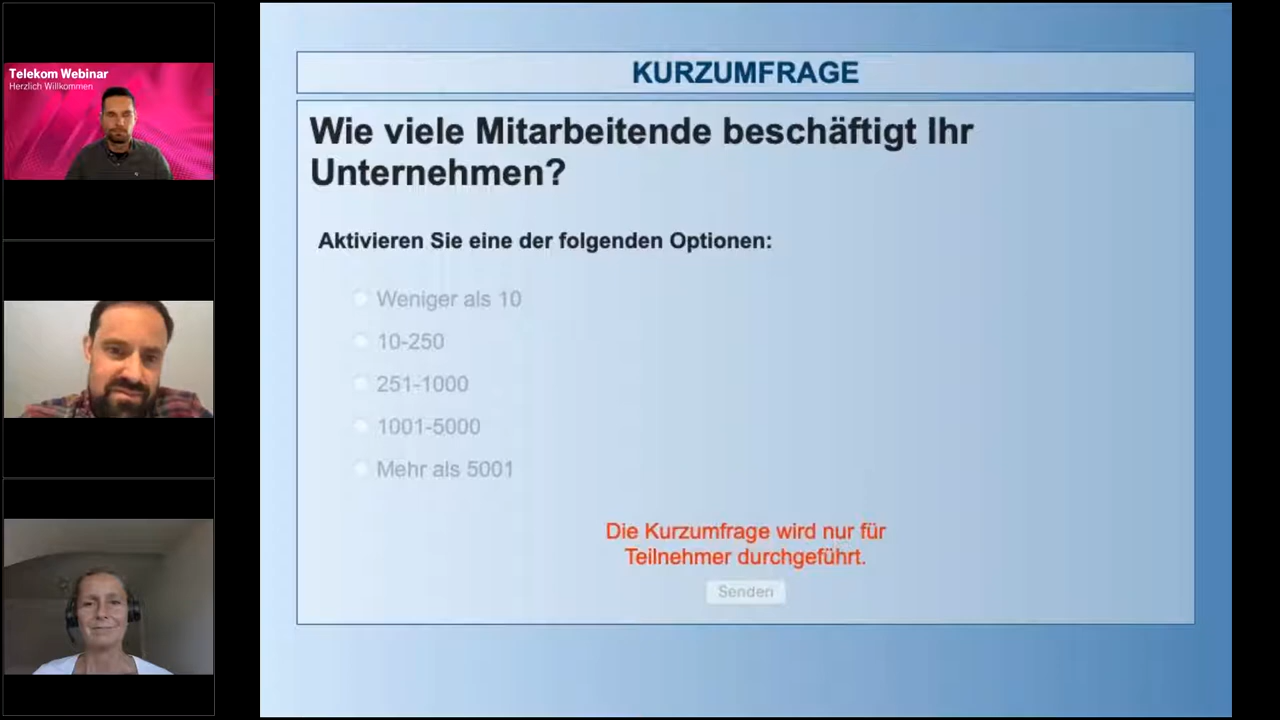 Telekom Webinar
Herzlich Willkommen
KURZUMFRAGE
Wie viele Mitarbeitende beschäftigt Ihr
Unternehmen?
Aktivieren Sie eine der folgenden Optionen:
Weniger als 10
10-250
251-1000
1001-5000
Mehr als 5001
Die Kurzumfrage wird nur für
Teilnehmer durchgeführt.
Senden